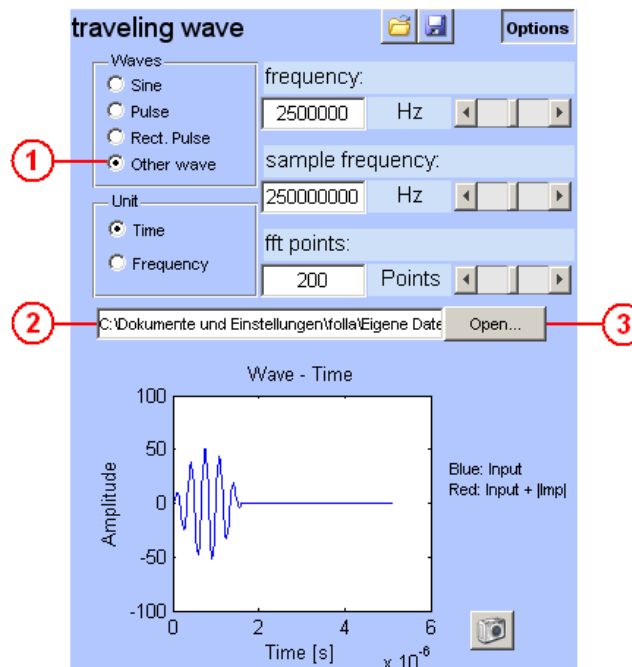 traveling wave
Options
Waves
Sine
Pulse
Rect. Pulse
Other wave
frequency:
2500000 Hz
sample frequency:
250000000 Hz
Unit
Time
Frequency
fft points:
200 Points
1
2
C:\Dokumente und Einstellungen\folla\Eigene Date
Open...
3
Wave - Time
100
50
0
-50
-100
Amplitude
0 2 4 6
Time [s]
x 10-6
Blue: Input
Red: Input + |Imp|